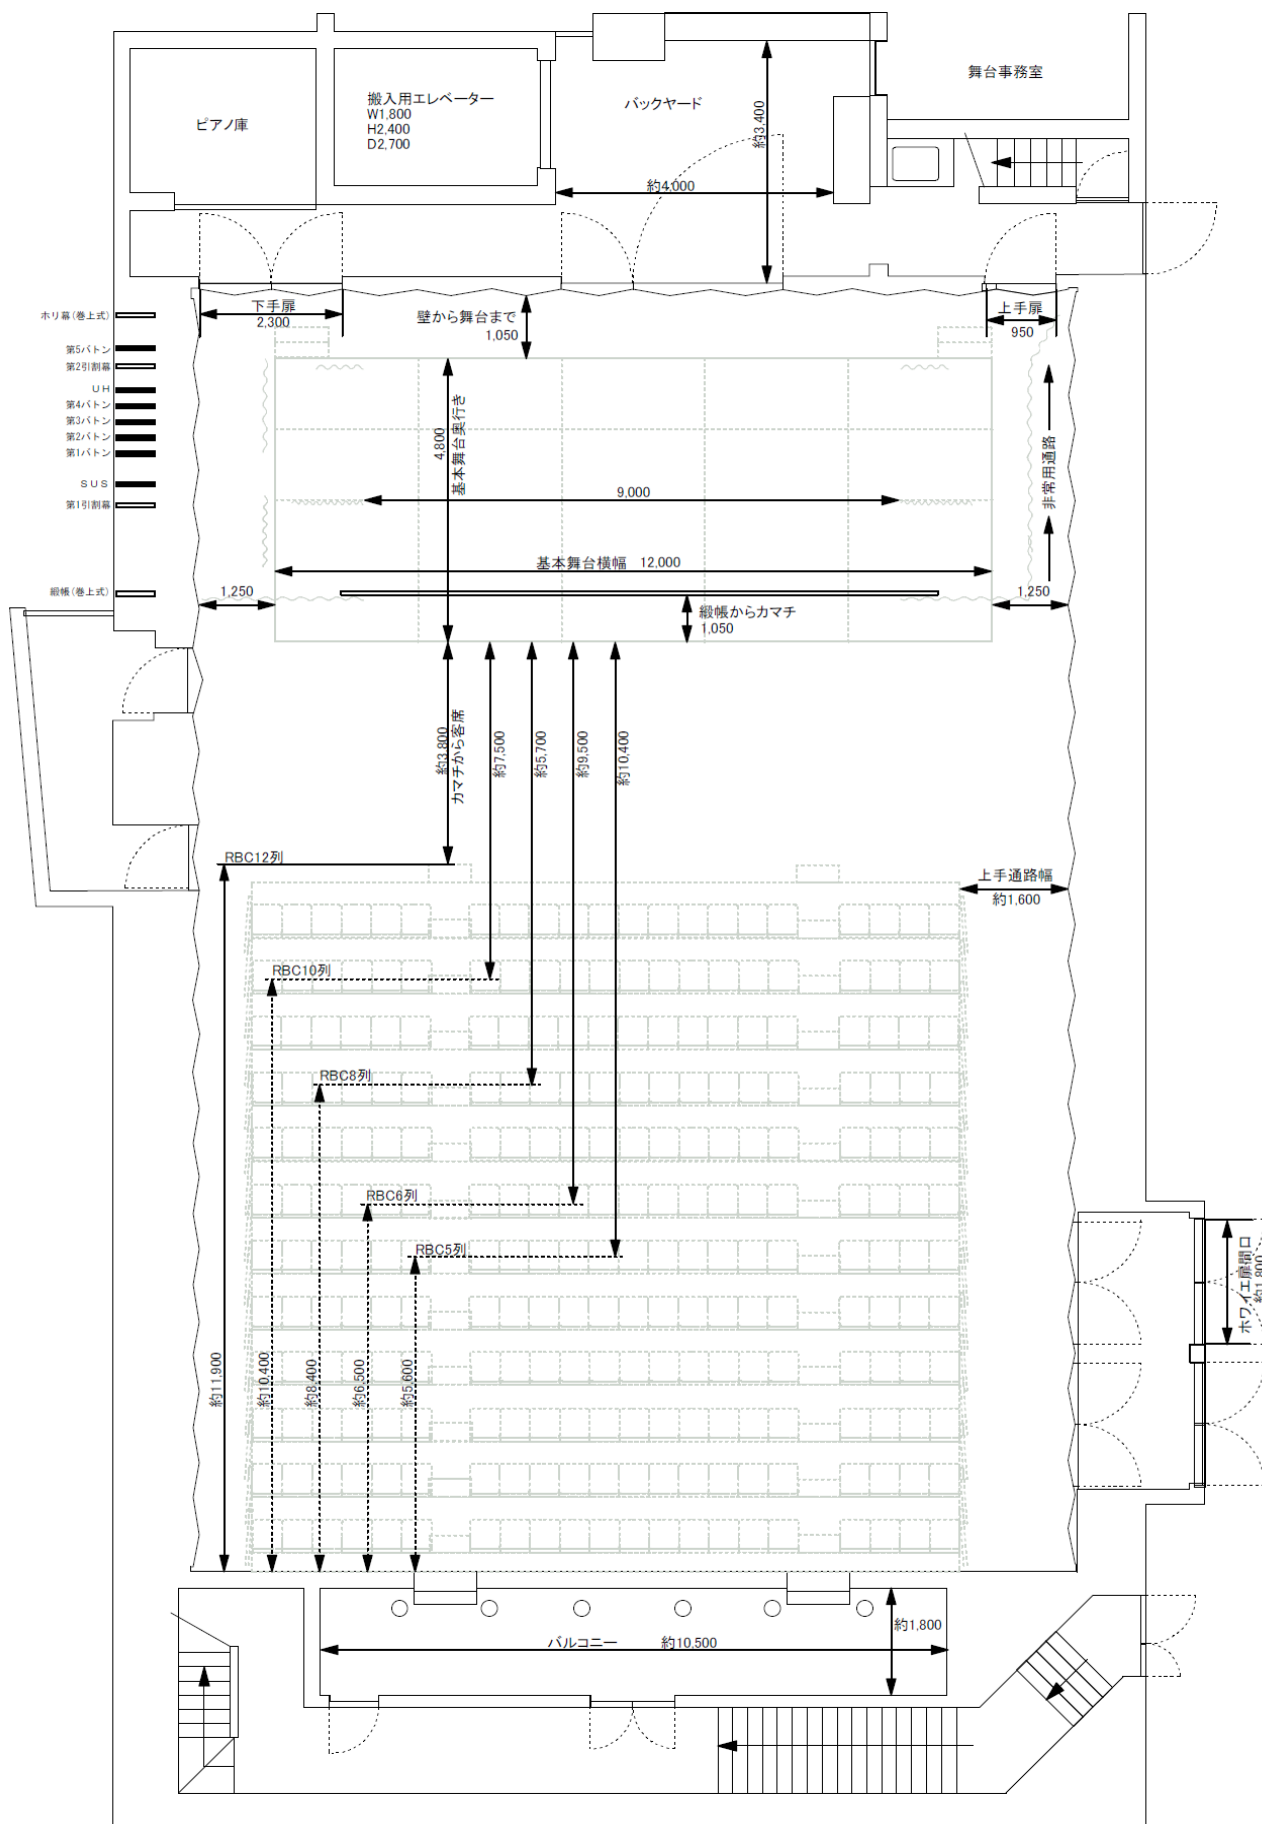 舞台事務室
搬入用エレベーター
W1,800
H2,400
D2,700
バックヤード
ピアノ庫
約3,400
約4,000
下手扉
2,300
壁から舞台まで
1,050
上手扉
950
ホリ幕(巻上式)
第5バトン
第2引割幕
UH
第4バトン
第3バトン
第2バトン
第1バトン
SUS
第1引割幕
緞帳(巻上式)
4,800
基本舞台奥行き
9,000
非常用通路
基本舞台横幅 12,000
1,250
1,250
緞帳からカマチ
1,050
約3,800
カマチから客席
約7,500
約5,700
約9,500
約10,400
RBC12列
上手通路幅
約1,600
RBC10列
RBC8列
RBC6列
RBC5列
ホワイエ扉間口
約1,800
約11,900
約10,400
約8,400
約6,500
約5,600
バルコニー 約10,500
約1,800